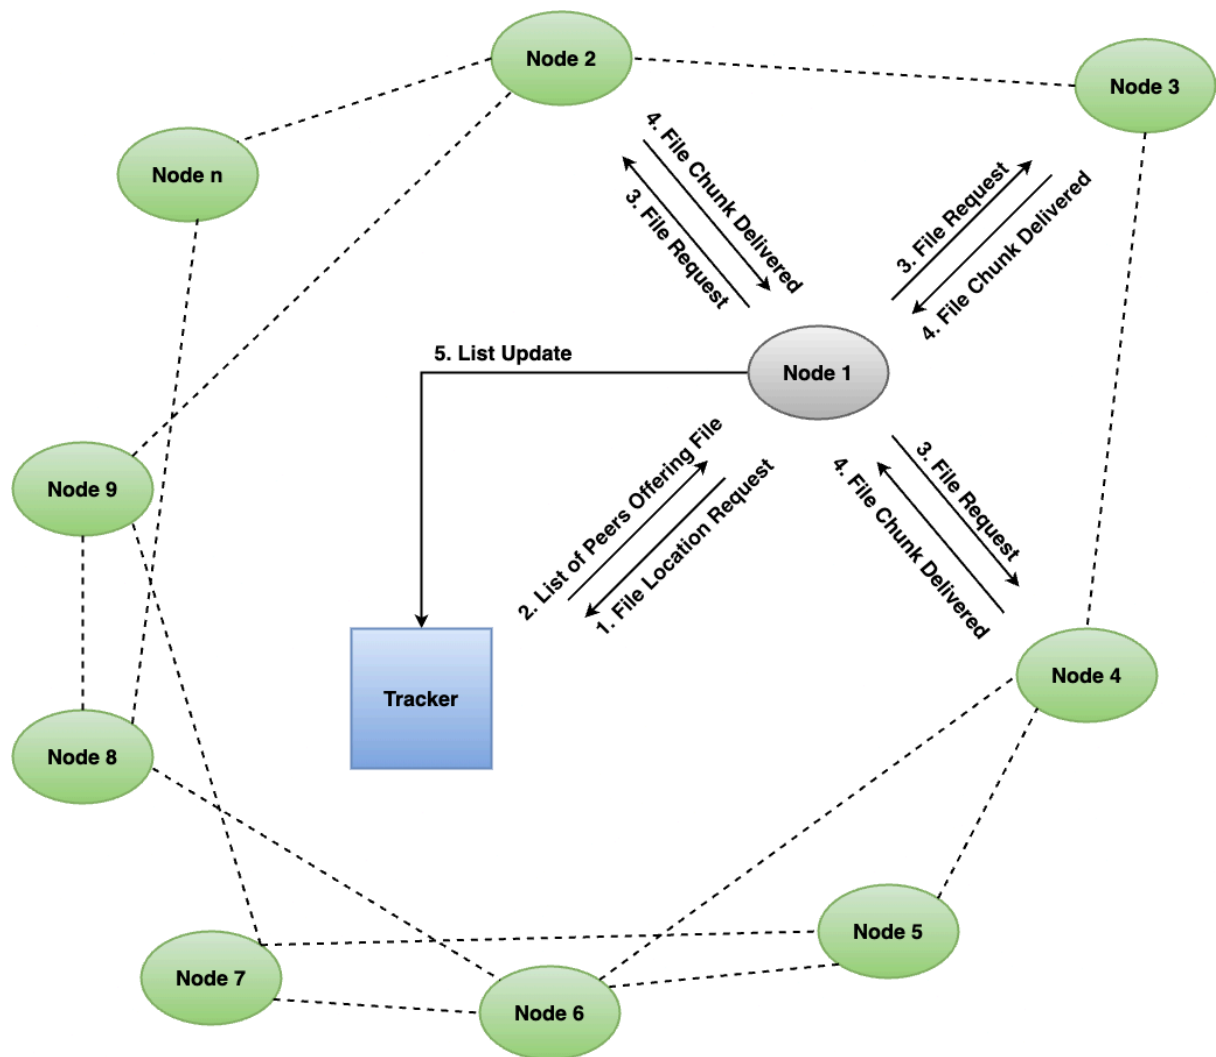 Node 2
Node 3
Node n
4. File Chunk Delivered
3. File Request
3. File Request
4. File Chunk Delivered
5. List Update
Node 1
2. List of Peers Offering File
1. File Location Request
3. File Request
4. File Chunk Delivered
Node 9
Tracker
Node 4
Node 8
Node 5
Node 7
Node 6